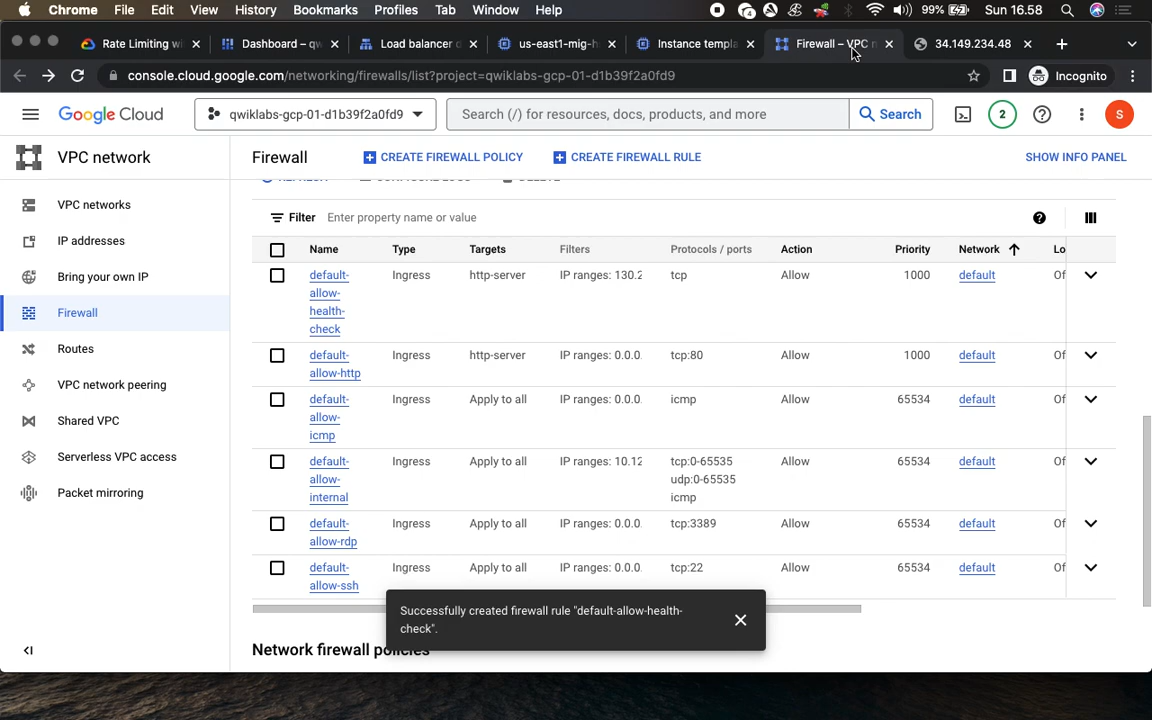 Chrome File Edit View History Bookmarks Profiles Tab Window Help 99% Sun 16.58
Rate Limiting wi Dashboard – qw Load balancer d us-east1-mig-h Instance templa Firewall – VPC n 34.149.234.48
console.cloud.google.com/networking/firewalls/list?project=qwiklabs-gcp-01-d1b39f2a0fd9 Incognito
Google Cloud qwiklabs-gcp-01-d1b39f2a0fd9 Search (/) for resources, docs, products, and more Search 2 S
VPC network
Firewall CREATE FIREWALL POLICY CREATE FIREWALL RULE SHOW INFO PANEL
VPC networks
IP addresses
Bring your own IP
Firewall
Routes
VPC network peering
Shared VPC
Serverless VPC access
Packet mirroring
Filter Enter property name or value
Name Type Targets Filters Protocols / ports Action Priority Network Lo
default-allow-health-check Ingress http-server IP ranges: 130.2 tcp Allow 1000 default Of
default-allow-http Ingress http-server IP ranges: 0.0.0. tcp:80 Allow 1000 default Of
default-allow-icmp Ingress Apply to all IP ranges: 0.0.0. icmp Allow 65534 default Of
default-allow-internal Ingress Apply to all IP ranges: 10.12 tcp:0-65535 udp:0-65535 icmp Allow 65534 default Of
default-allow-rdp Ingress Apply to all IP ranges: 0.0.0. tcp:3389 Allow 65534 default Of
default-allow-ssh Ingress Apply to all IP ranges: 0.0.0. tcp:22 Allow 65534 default Of
Successfully created firewall rule "default-allow-health-
check".
Network firewall policies